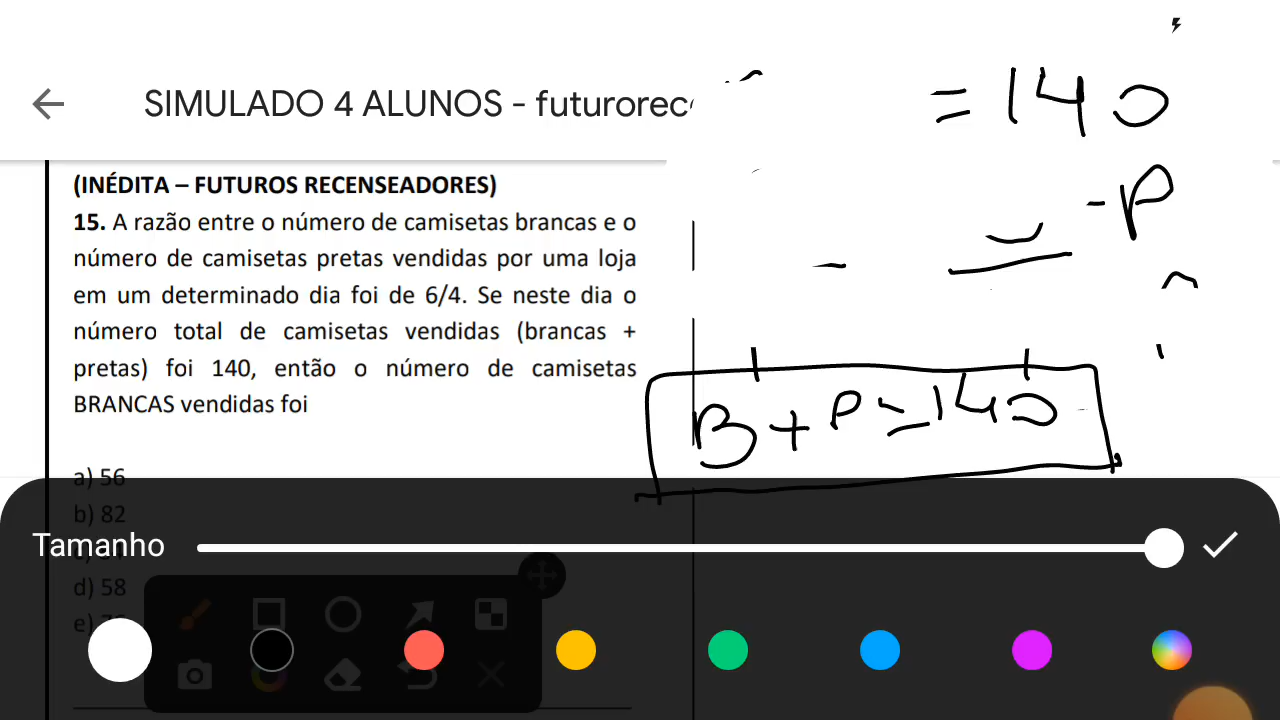 SIMULADO 4 ALUNOS - futurorec
= 140
- P
(INÉDITA – FUTUROS RECENSEADORES)
15. A razão entre o número de camisetas brancas e o
número de camisetas pretas vendidas por uma loja
em um determinado dia foi de 6/4. Se neste dia o
número total de camisetas vendidas (brancas +
pretas) foi 140, então o número de camisetas
BRANCAS vendidas foi
B + P = 140
a) 56
b) 82
Tamanho
d) 58